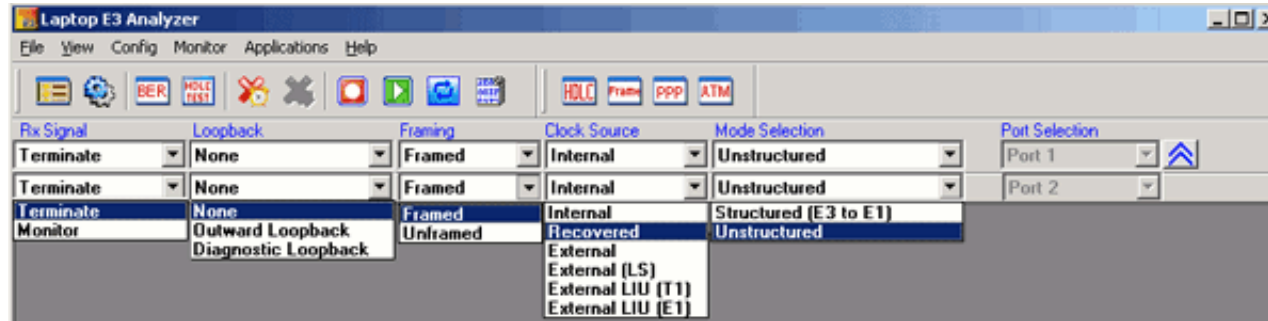 Laptop E3 Analyzer
File View Config Monitor Applications Help
BER HDLC TEST HDLC Frame PPP ATM
Rx Signal Loopback Framing Clock Source Mode Selection Port Selection
Terminate None Framed Internal Unstructured Port 1
Terminate None Framed Internal Unstructured Port 2
Terminate None Framed Internal Structured (E3 to E1)
Monitor Outward Loopback Unframed Recovered Unstructured
Diagnostic Loopback External
External (LS)
External LIU (T1)
External LIU (E1)